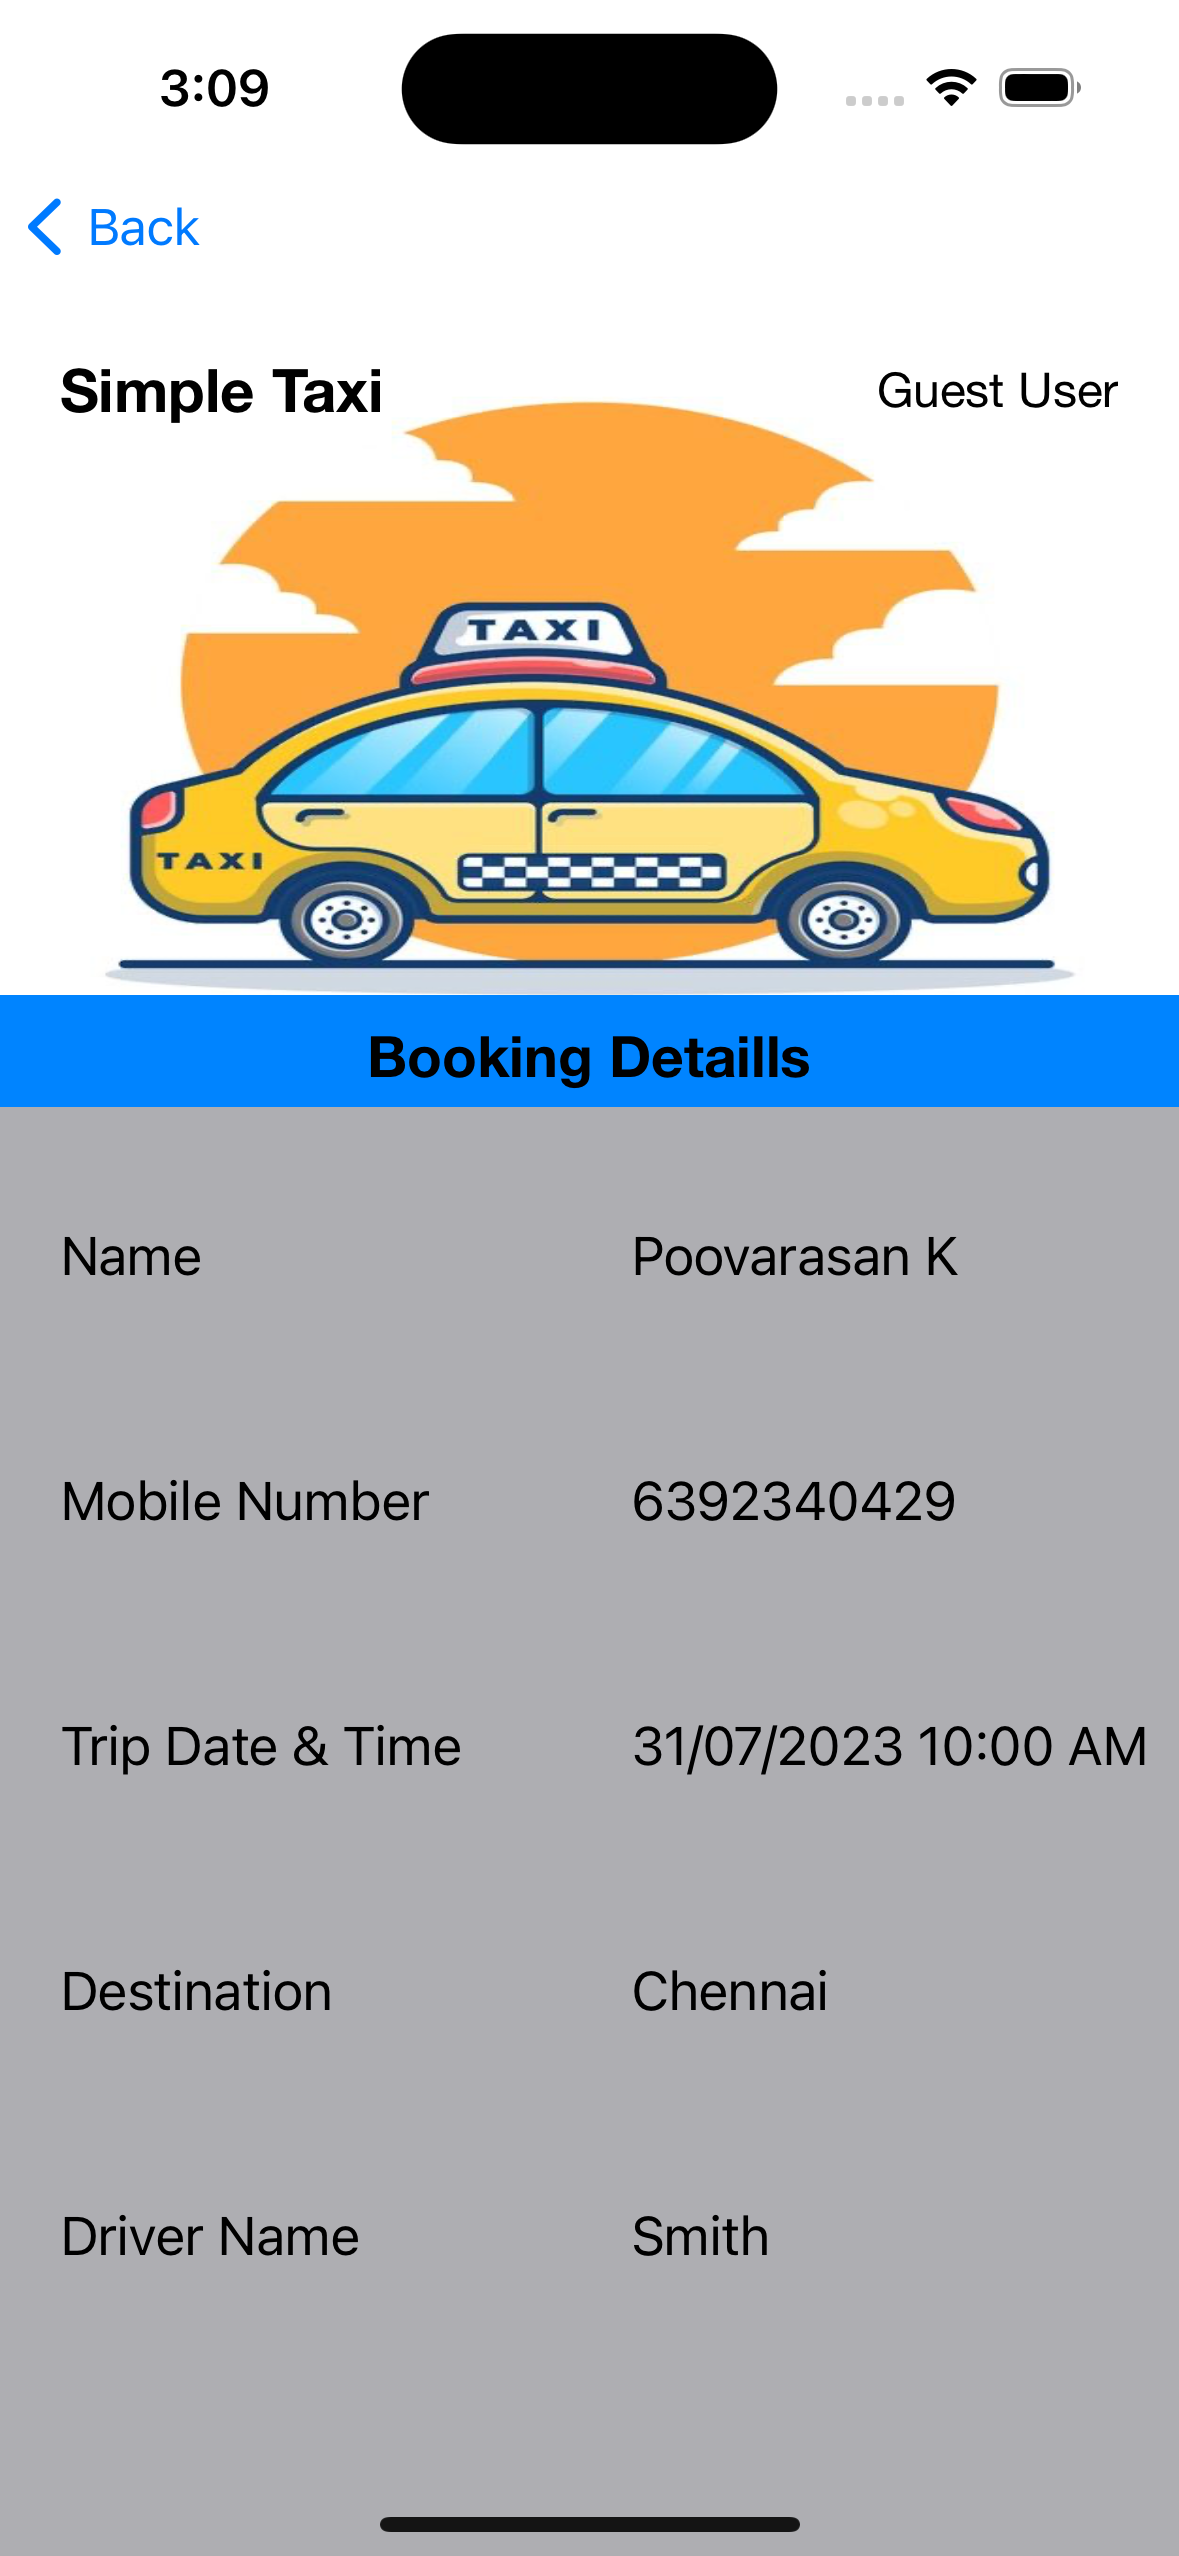 3:09
Back
Simple Taxi Guest User
TAXI
TAXI
Booking Detaills
Name Poovarasan K
Mobile Number 6392340429
Trip Date & Time 31/07/2023 10:00 AM
Destination Chennai
Driver Name Smith